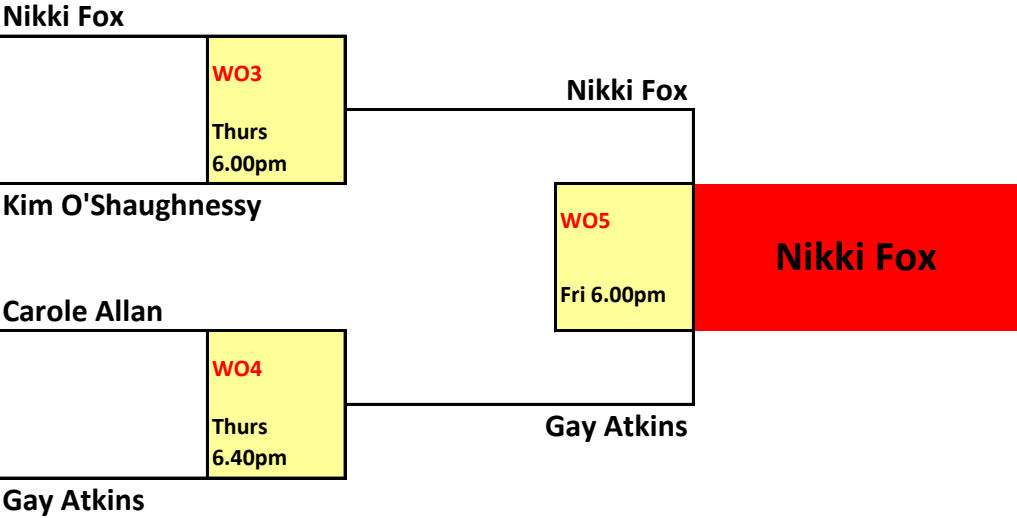 Nikki Fox
WO3
Thurs
6.00pm
Kim O'Shaughnessy
Nikki Fox
WO5
Fri 6.00pm
Nikki Fox
Carole Allan
WO4
Thurs
6.40pm
Gay Atkins
Gay Atkins